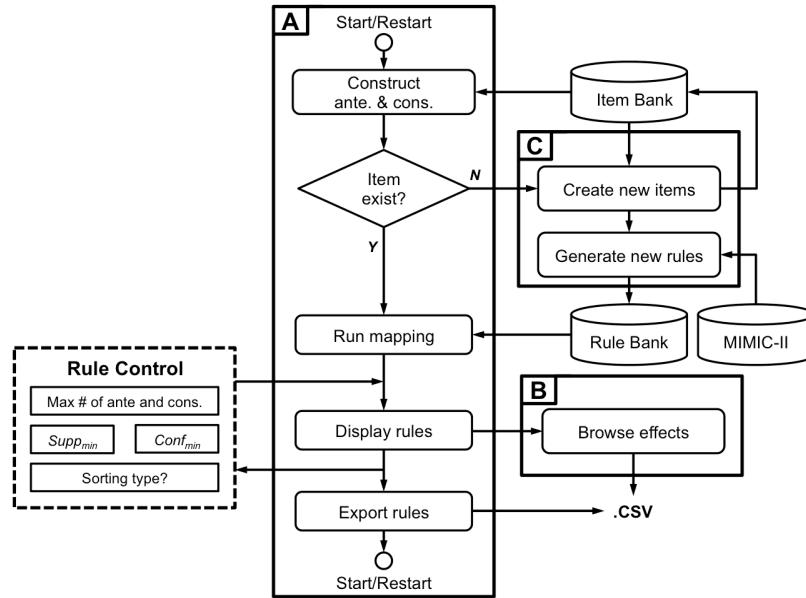 A
Start/Restart
Construct
ante. & cons.
Item Bank
C
Item
exist?
N
Create new items
Y
Generate new rules
Run mapping
Rule Bank
MIMIC-II
Rule Control
Max # of ante and cons.
Supp_min
Conf_min
Sorting type?
B
Display rules
Browse effects
Export rules
.CSV
Start/Restart